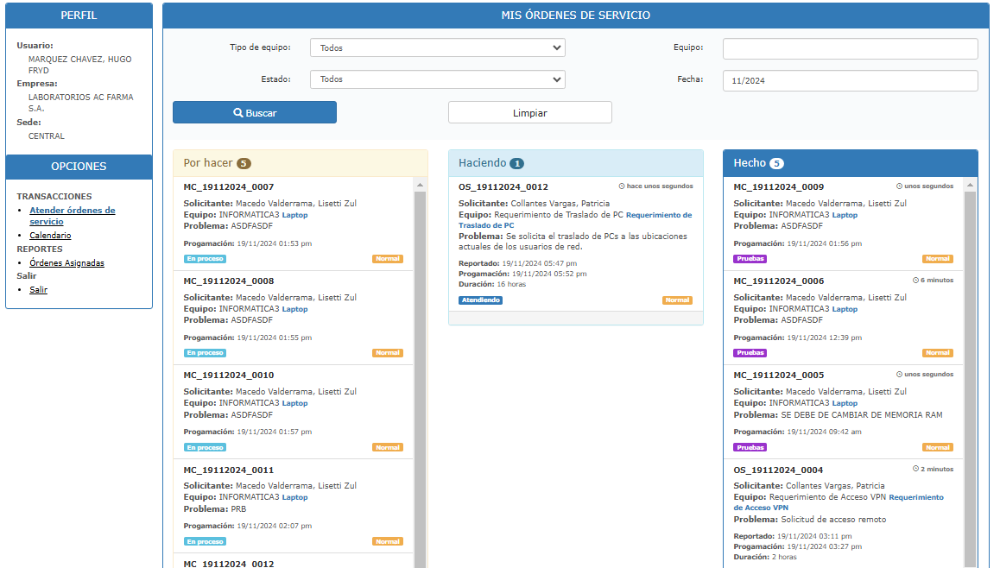 PERFIL
Usuario:
MARQUEZ CHAVEZ, HUGO
FRYD
Empresa:
LABORATORIOS AC FARMA
S.A.
Sede:
CENTRAL
OPCIONES
TRANSACCIONES
Atender órdenes de
servicio
Calendario
REPORTES
Órdenes Asignadas
Salir
Salir
MIS ÓRDENES DE SERVICIO
Tipo de equipo: Todos
Equipo:
Estado: Todos
Fecha: 11/2024
Buscar
Limpiar
Por hacer 5
MC_19112024_0007
Solicitante: Macedo Valderrama, Lisetti Zul
Equipo: INFORMATICA3 Laptop
Problema: ASDFASDF
Progamación: 19/11/2024 01:53 pm
En proceso Normal
MC_19112024_0008
Solicitante: Macedo Valderrama, Lisetti Zul
Equipo: INFORMATICA3 Laptop
Problema: ASDFASDF
Progamación: 19/11/2024 01:55 pm
En proceso Normal
MC_19112024_0010
Solicitante: Macedo Valderrama, Lisetti Zul
Equipo: INFORMATICA3 Laptop
Problema: ASDFASDF
Progamación: 19/11/2024 01:57 pm
En proceso Normal
MC_19112024_0011
Solicitante: Macedo Valderrama, Lisetti Zul
Equipo: INFORMATICA3 Laptop
Problema: PRB
Progamación: 19/11/2024 02:07 pm
En proceso Normal
MC_19112024_0012
Haciendo 1
OS_19112024_0012 hace unos segundos
Solicitante: Collantes Vargas, Patricia
Equipo: Requerimiento de Traslado de PC Requerimiento de
Traslado de PC
Problema: Se solicita el traslado de PCs a las ubicaciones
actuales de los usuarios de red.
Reportado: 19/11/2024 05:47 pm
Progamación: 19/11/2024 05:52 pm
Duración: 16 horas
Atendiendo Normal
Hecho 5
MC_19112024_0009 unos segundos
Solicitante: Macedo Valderrama, Lisetti Zul
Equipo: INFORMATICA3 Laptop
Problema: ASDFASDF
Progamación: 19/11/2024 01:56 pm
Pruebas Normal
MC_19112024_0006 6 minutos
Solicitante: Macedo Valderrama, Lisetti Zul
Equipo: INFORMATICA3 Laptop
Problema: ASDFASDF
Progamación: 19/11/2024 12:39 pm
Pruebas Normal
MC_19112024_0005 unos segundos
Solicitante: Macedo Valderrama, Lisetti Zul
Equipo: INFORMATICA3 Laptop
Problema: SE DEBE DE CAMBIAR DE MEMORIA RAM
Progamación: 19/11/2024 09:42 am
Pruebas Normal
OS_19112024_0004 2 minutos
Solicitante: Collantes Vargas, Patricia
Equipo: Requerimiento de Acceso VPN Requerimiento
de Acceso VPN
Problema: Solicitud de acceso remoto
Reportado: 19/11/2024 03:11 pm
Progamación: 19/11/2024 03:27 pm
Duración: 2 horas